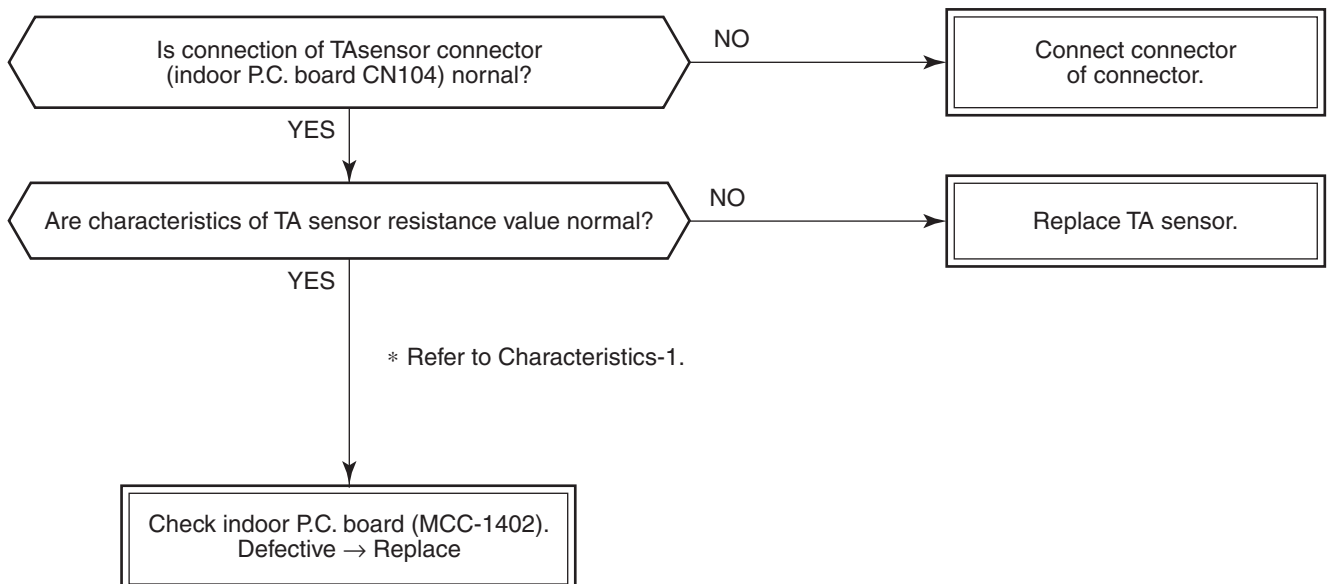 Is connection of TAsensor connector
(indoor P.C. board CN104) nornal?
NO
Connect connector
of connector.
YES
Are characteristics of TA sensor resistance value normal?
NO
Replace TA sensor.
YES
* Refer to Characteristics-1.
Check indoor P.C. board (MCC-1402).
Defective → Replace